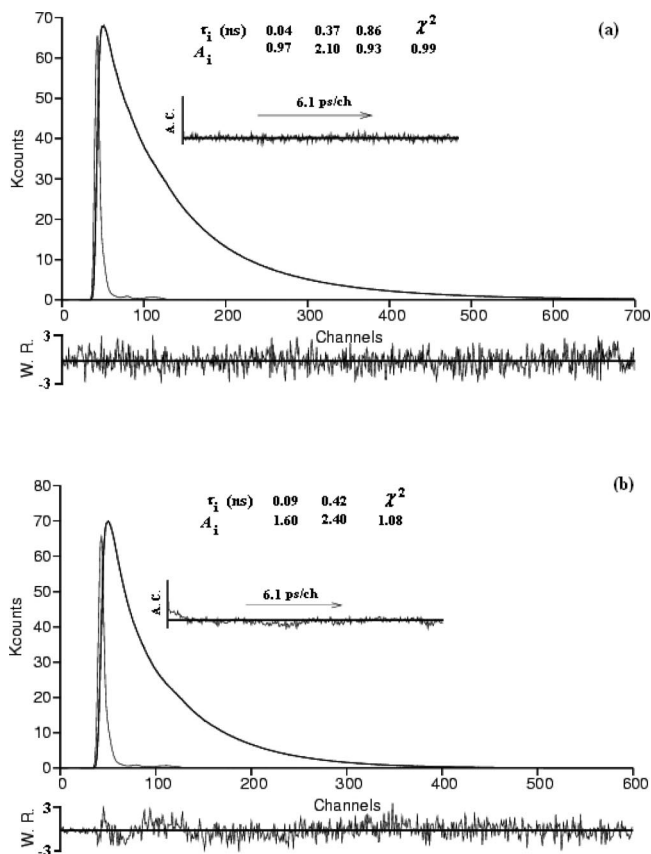 (a)
τi (ns) 0.04 0.37 0.86 χ2
Ai 0.97 2.10 0.93 0.99
6.1 ps/ch
A. C.
Kcounts
70
60
50
40
30
20
10
0
0 100 200 300 400 500 600 700
Channels
W. R.
3
-3
(b)
τi (ns) 0.09 0.42 χ2
Ai 1.60 2.40 1.08
6.1 ps/ch
A. C.
Kcounts
80
70
60
50
40
30
20
10
0
0 100 200 300 400 500 600
Channels
W. R.
3
-3